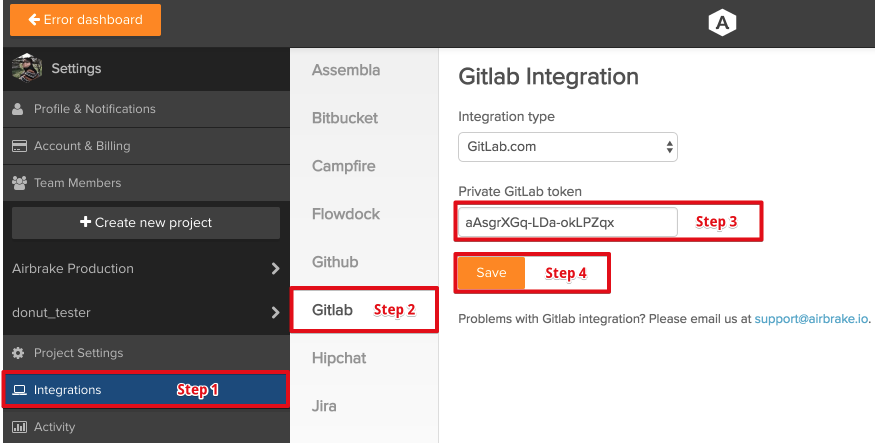 Error dashboard
A
Settings
Profile & Notifications
Account & Billing
Team Members
Create new project
Airbrake Production
donut_tester
Project Settings
Integrations Step 1
Activity
Assembla
Bitbucket
Campfire
Flowdock
Github
Gitlab Step 2
Hipchat
Jira
Gitlab Integration
Integration type
GitLab.com
Private GitLab token
aAsgrXGq-LDa-okLPZqx Step 3
Save Step 4
Problems with Gitlab integration? Please email us at support@airbrake.io.